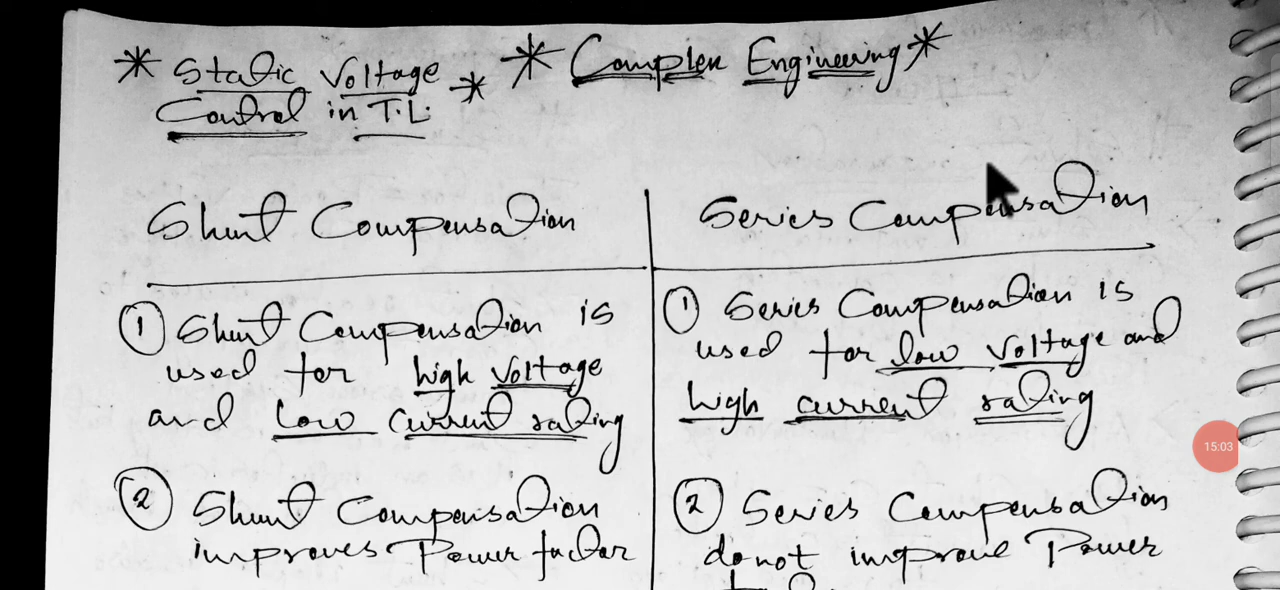 * Static Voltage * * Complex Engineering *
Control in T.L.
Shunt Compensation
① Shunt Compensation is
used for high voltage
and low current rating
② Shunt Compensation
improves Power factor
Series Compensation
① Series Compensation is
used for low voltage and
high current rating
② Series Compensation
do not improve Power
15:03